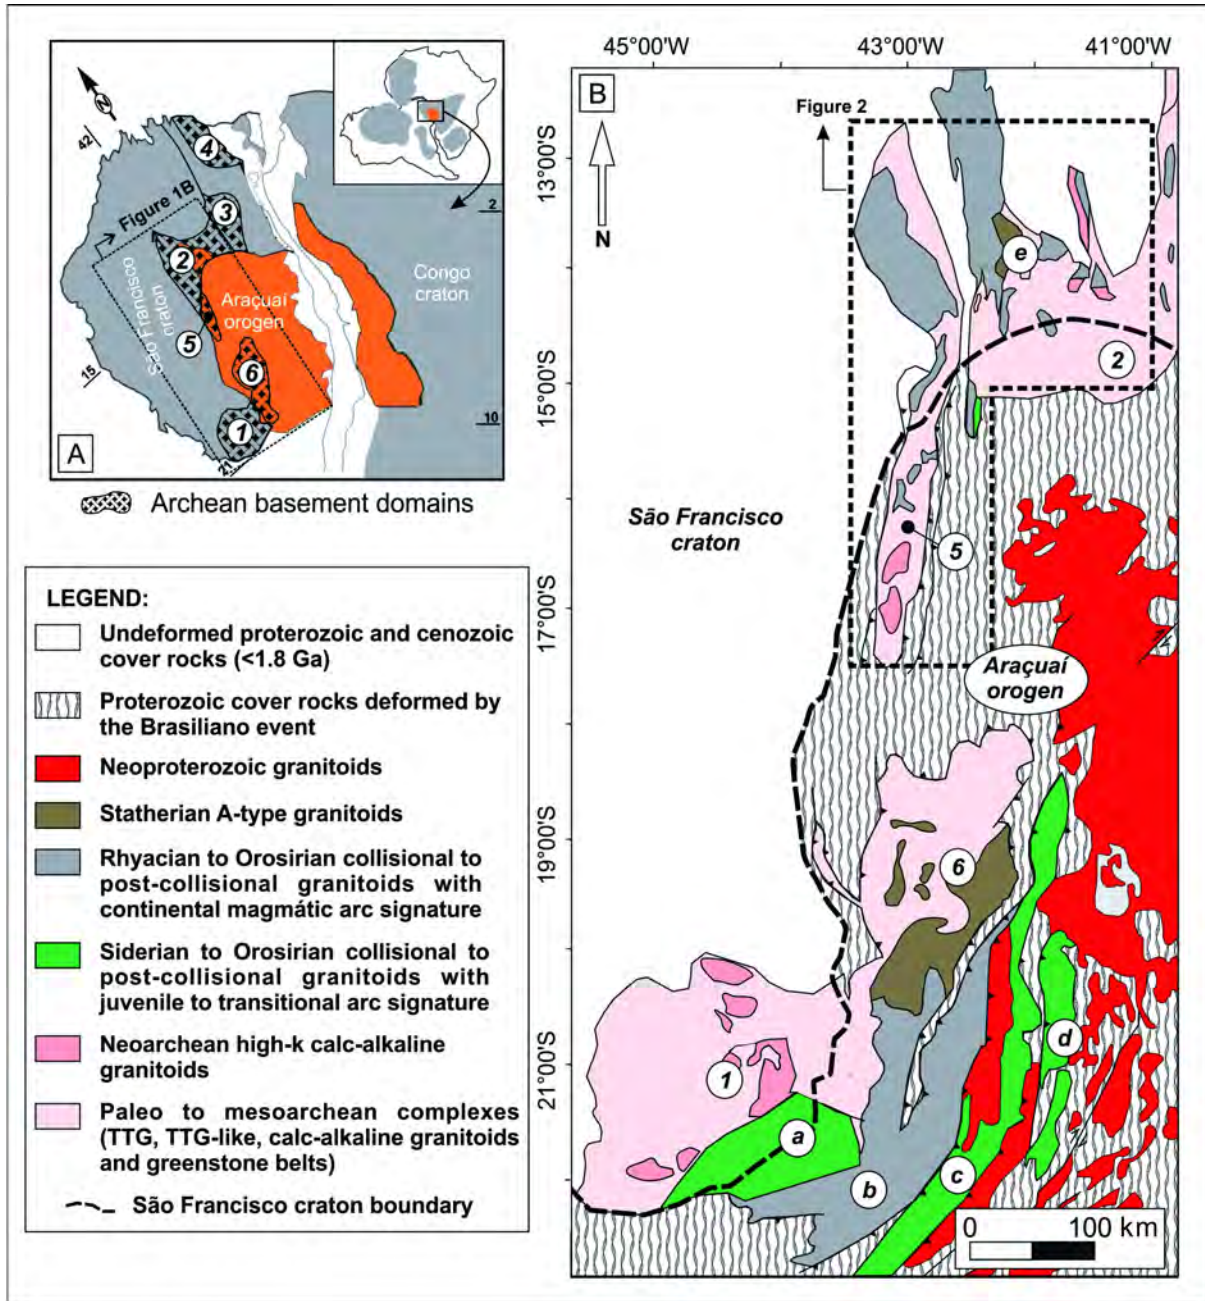 A
N
42
15
21
2
10
Figure 1B
São Francisco
craton
Araçuaí
orogen
Congo
craton
4
3
2
5
6
1
Archean basement domains
LEGEND:
Undeformed proterozoic and cenozoic
cover rocks (<1.8 Ga)
Proterozoic cover rocks deformed by
the Brasiliano event
Neoproterozoic granitoids
Statherian A-type granitoids
Rhyacian to Orosirian collisional to
post-collisional granitoids with
continental magmátic arc signature
Siderian to Orosirian collisional to
post-collisional granitoids with
juvenile to transitional arc signature
Neoarchean high-k calc-alkaline
granitoids
Paleo to mesoarchean complexes
(TTG, TTG-like, calc-alkaline granitoids
and greenstone belts)
São Francisco craton boundary
45°00'W 43°00'W 41°00'W
B
N
Figure 2
13°00'S
15°00'S
17°00'S
19°00'S
21°00'S
e
2
São Francisco
craton
5
Araçuaí
orogen
6
1
a
b
c
d
0 100 km